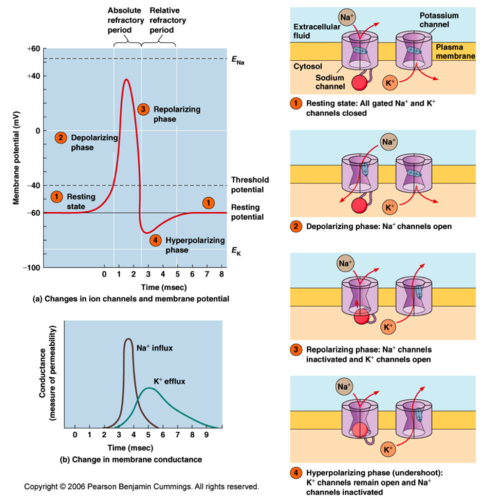 Absolute
refractory
period
Relative
refractory
period
Membrane potential (mV)
+60
+40
0
−40
−60
−100
E_Na
3 Repolarizing
phase
2 Depolarizing
phase
Threshold
potential
1 Resting
state
1
Resting
potential
4 Hyperpolarizing
phase
E_K
0 1 2 3 4 5 6 7 8
Time (msec)
(a) Changes in ion channels and membrane potential
Conductance
(measure of permeability)
Na⁺ influx
K⁺ efflux
0 1 2 3 4 5 6 7 8 9 10
Time (msec)
(b) Change in membrane conductance
Copyright © 2006 Pearson Benjamin Cummings. All rights reserved.
Extracellular
fluid
Na⁺
Potassium
channel
Plasma
membrane
Cytosol
Sodium
channel
K⁺
1 Resting state: All gated Na⁺ and K⁺
channels closed
Na⁺
K⁺
2 Depolarizing phase: Na⁺ channels open
Na⁺
K⁺
3 Repolarizing phase: Na⁺ channels
inactivated and K⁺ channels open
Na⁺
K⁺
4 Hyperpolarizing phase (undershoot):
K⁺ channels remain open and Na⁺
channels inactivated